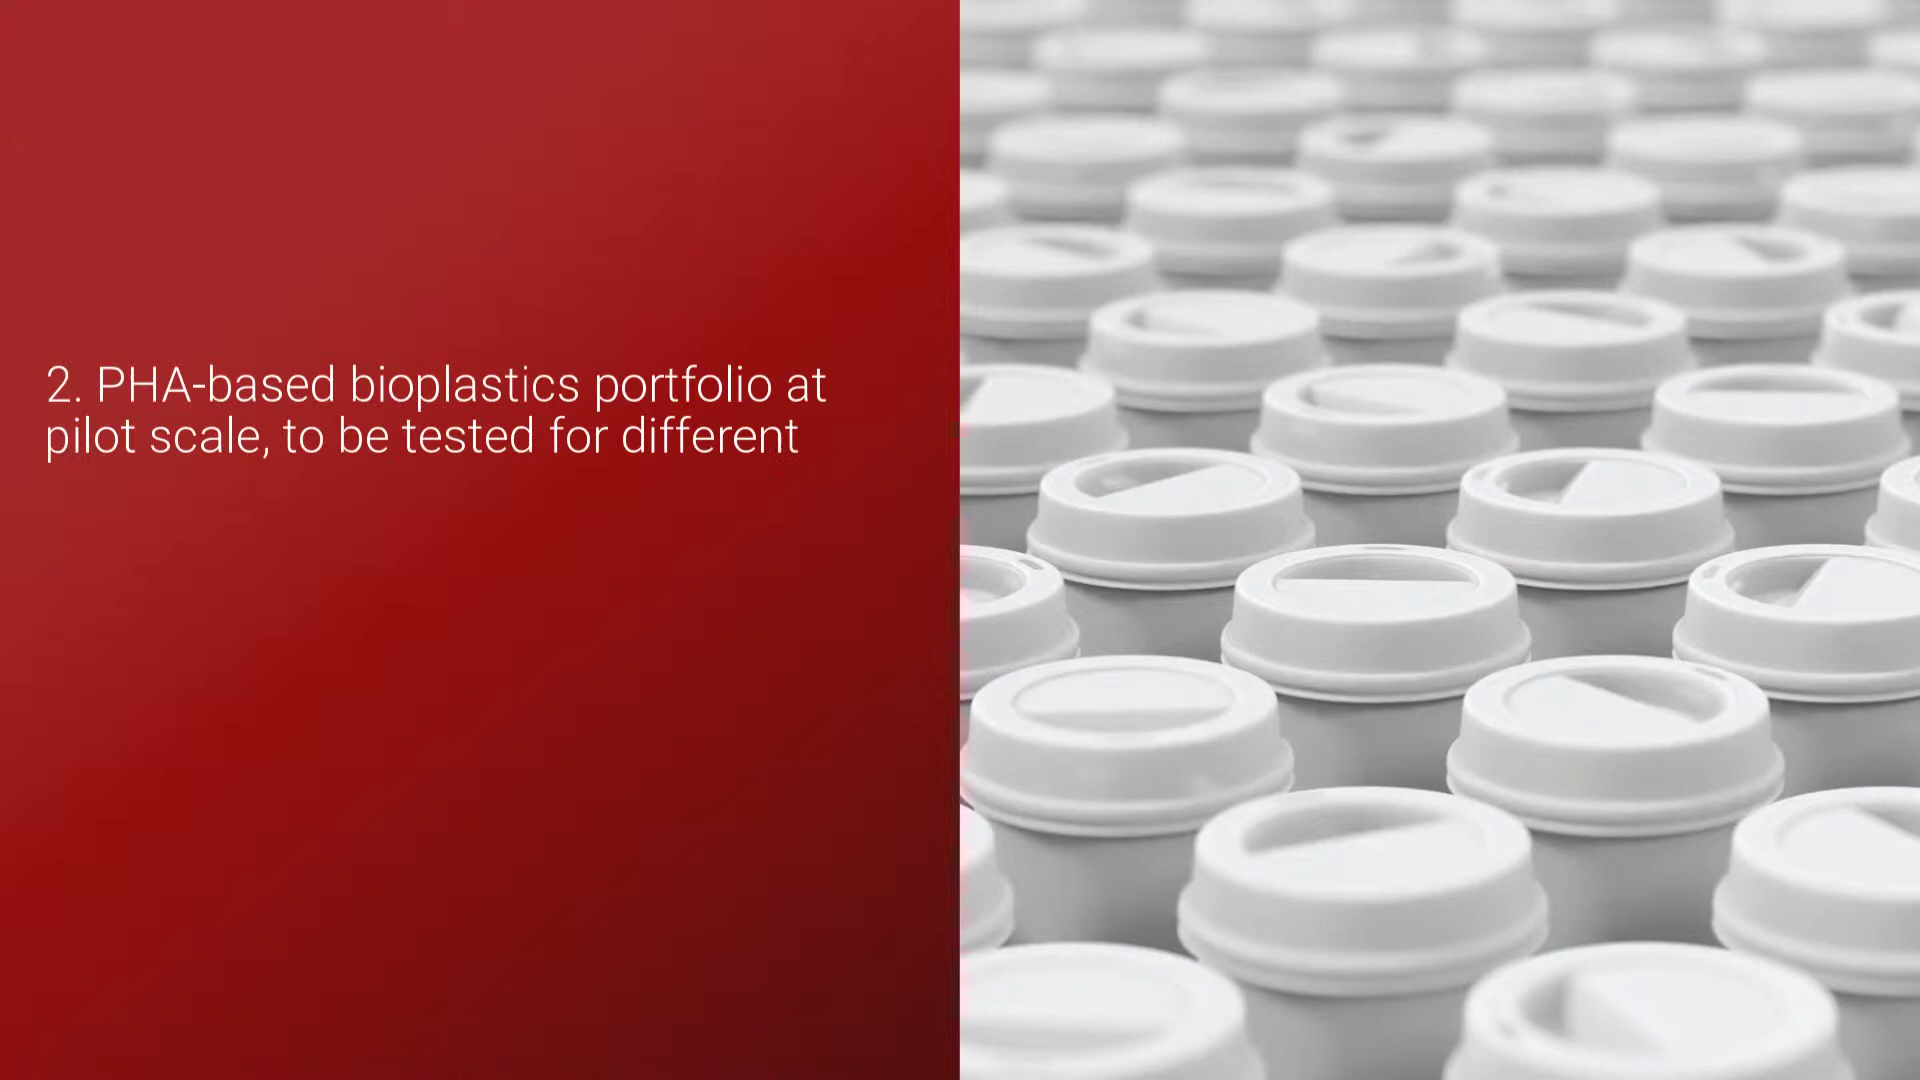 2. PHA-based bioplastics portfolio at
pilot scale, to be tested for different